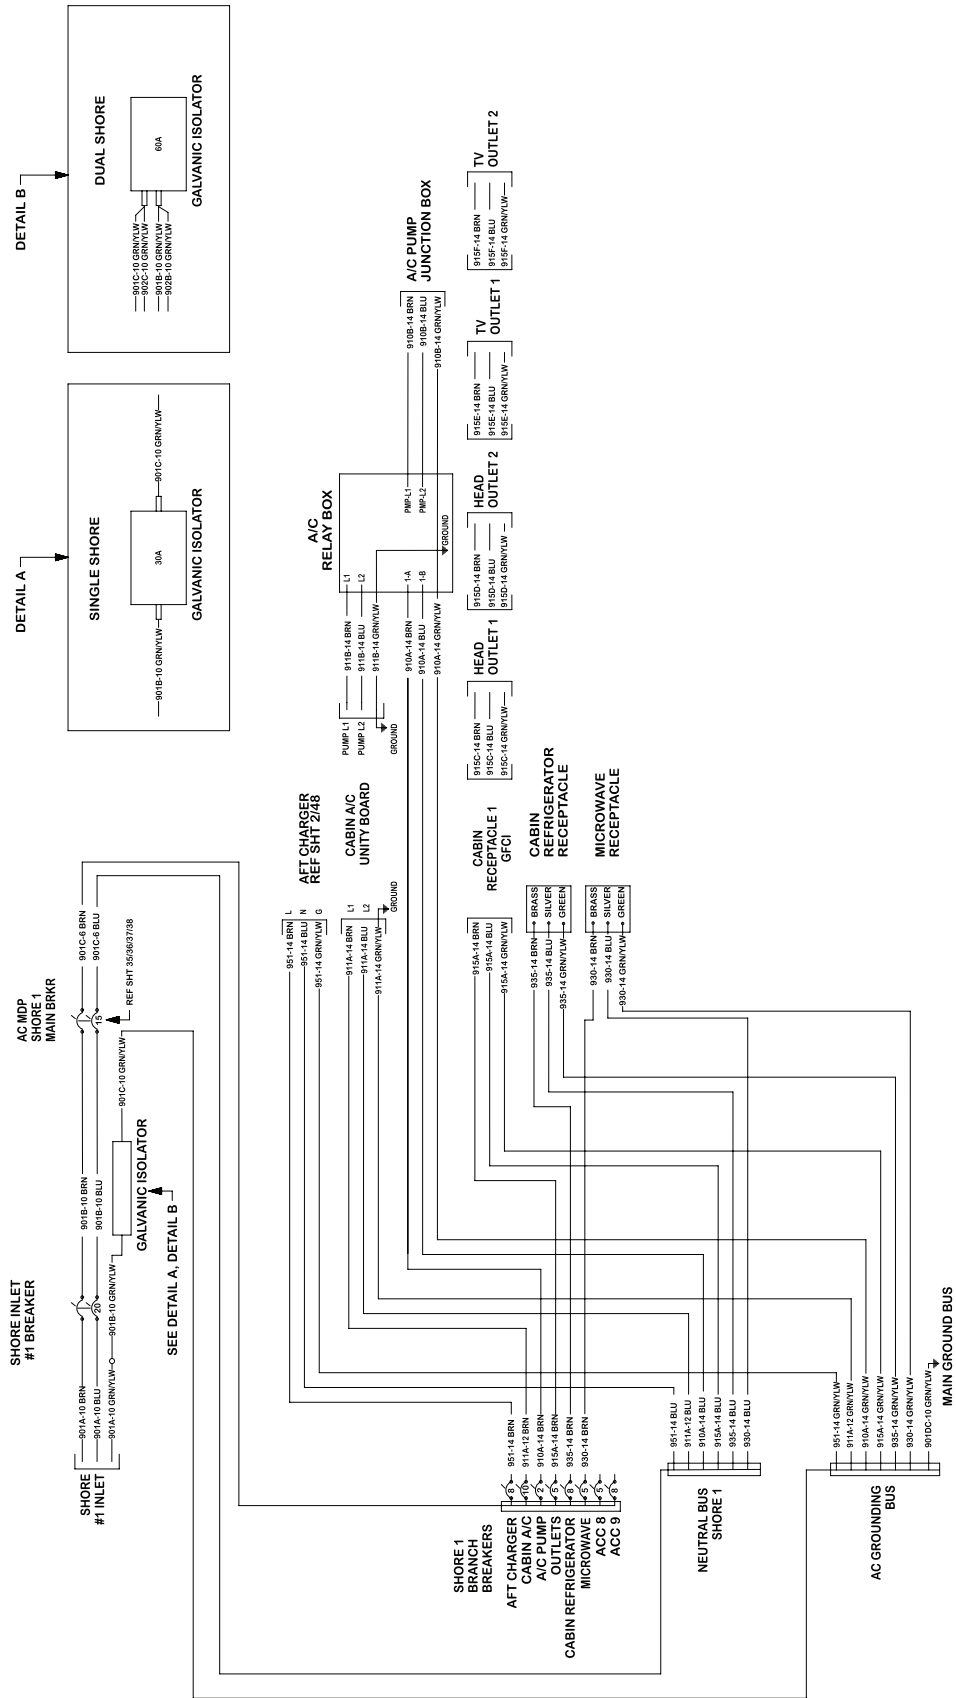 SHORE INLET
#1 BREAKER
SHORE
#1 INLET
901A-10 BRN
901A-10 BLU
901A-10 GRN/YLW
20
901B-10 BRN
901B-10 BLU
901B-10 GRN/YLW
GALVANIC ISOLATOR
SEE DETAIL A, DETAIL B
901C-10 GRN/YLW
AC MDP
SHORE 1
MAIN BRKR
15
REF SHT 35/36/37/38
901C-6 BRN
901C-6 BLU
DETAIL A
SINGLE SHORE
901B-10 GRN/YLW
30A
901C-10 GRN/YLW
GALVANIC ISOLATOR
DETAIL B
DUAL SHORE
901C-10 GRN/YLW
902C-10 GRN/YLW
901B-10 GRN/YLW
902B-10 GRN/YLW
60A
GALVANIC ISOLATOR
AFT CHARGER
REF SHT 2/48
951-14 BRN
L
951-14 BLU
N
951-14 GRN/YLW
G
CABIN A/C
UNITY BOARD
911A-14 BRN
L1
911A-14 BLU
L2
911A-14 GRN/YLW
GROUND
PUMP L1
PUMP L2
GROUND
911B-14 BRN
911B-14 BLU
911B-14 GRN/YLW
A/C
RELAY BOX
L1
L2
GROUND
910A-14 BRN
1-A
910A-14 BLU
1-B
910A-14 GRN/YLW
PMP-L1
PMP-L2
A/C PUMP
JUNCTION BOX
910B-14 BRN
910B-14 BLU
910B-14 GRN/YLW
CABIN
RECEPTACLE 1
GFCI
915A-14 BRN
915A-14 BLU
915A-14 GRN/YLW
HEAD
OUTLET 1
915C-14 BRN
915C-14 BLU
915C-14 GRN/YLW
HEAD
OUTLET 2
915D-14 BRN
915D-14 BLU
915D-14 GRN/YLW
TV
OUTLET 1
915E-14 BRN
915E-14 BLU
915E-14 GRN/YLW
TV
OUTLET 2
915F-14 BRN
915F-14 BLU
915F-14 GRN/YLW
CABIN
REFRIGERATOR
RECEPTACLE
935-14 BRN
BRASS
935-14 BLU
SILVER
935-14 GRN/YLW
GREEN
MICROWAVE
RECEPTACLE
930-14 BRN
BRASS
930-14 BLU
SILVER
930-14 GRN/YLW
GREEN
SHORE 1
BRANCH
BREAKERS
AFT CHARGER
8
951-14 BRN
CABIN A/C
10
911A-12 BRN
A/C PUMP
2
910A-14 BRN
OUTLETS
5
915A-14 BRN
CABIN REFRIGERATOR
8
935-14 BRN
MICROWAVE
5
930-14 BRN
ACC 8
5
ACC 9
8
NEUTRAL BUS
SHORE 1
951-14 BLU
911A-12 BLU
910A-14 BLU
915A-14 BLU
935-14 BLU
930-14 BLU
AC GROUNDING
BUS
951-14 GRN/YLW
911A-12 GRN/YLW
910A-14 GRN/YLW
915A-14 GRN/YLW
935-14 GRN/YLW
930-14 GRN/YLW
901DC-10 GRN/YLW
MAIN GROUND BUS